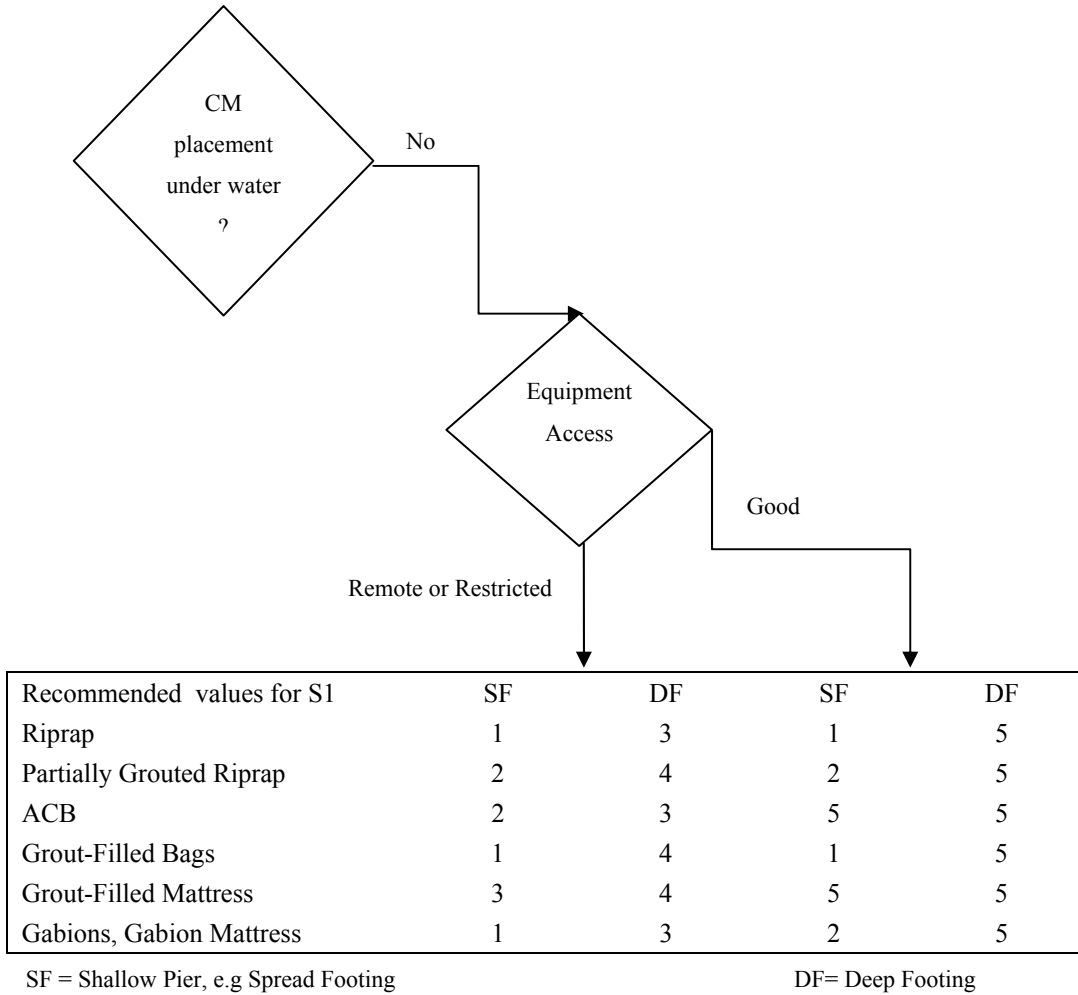 CM
placement
under water
?
No
Equipment
Access
Good
Remote or Restricted
Recommended values for S1 SF DF SF DF
Riprap 1 3 1 5
Partially Grouted Riprap 2 4 2 5
ACB 2 3 5 5
Grout-Filled Bags 1 4 1 5
Grout-Filled Mattress 3 4 5 5
Gabions, Gabion Mattress 1 3 2 5
SF = Shallow Pier, e.g Spread Footing DF= Deep Footing